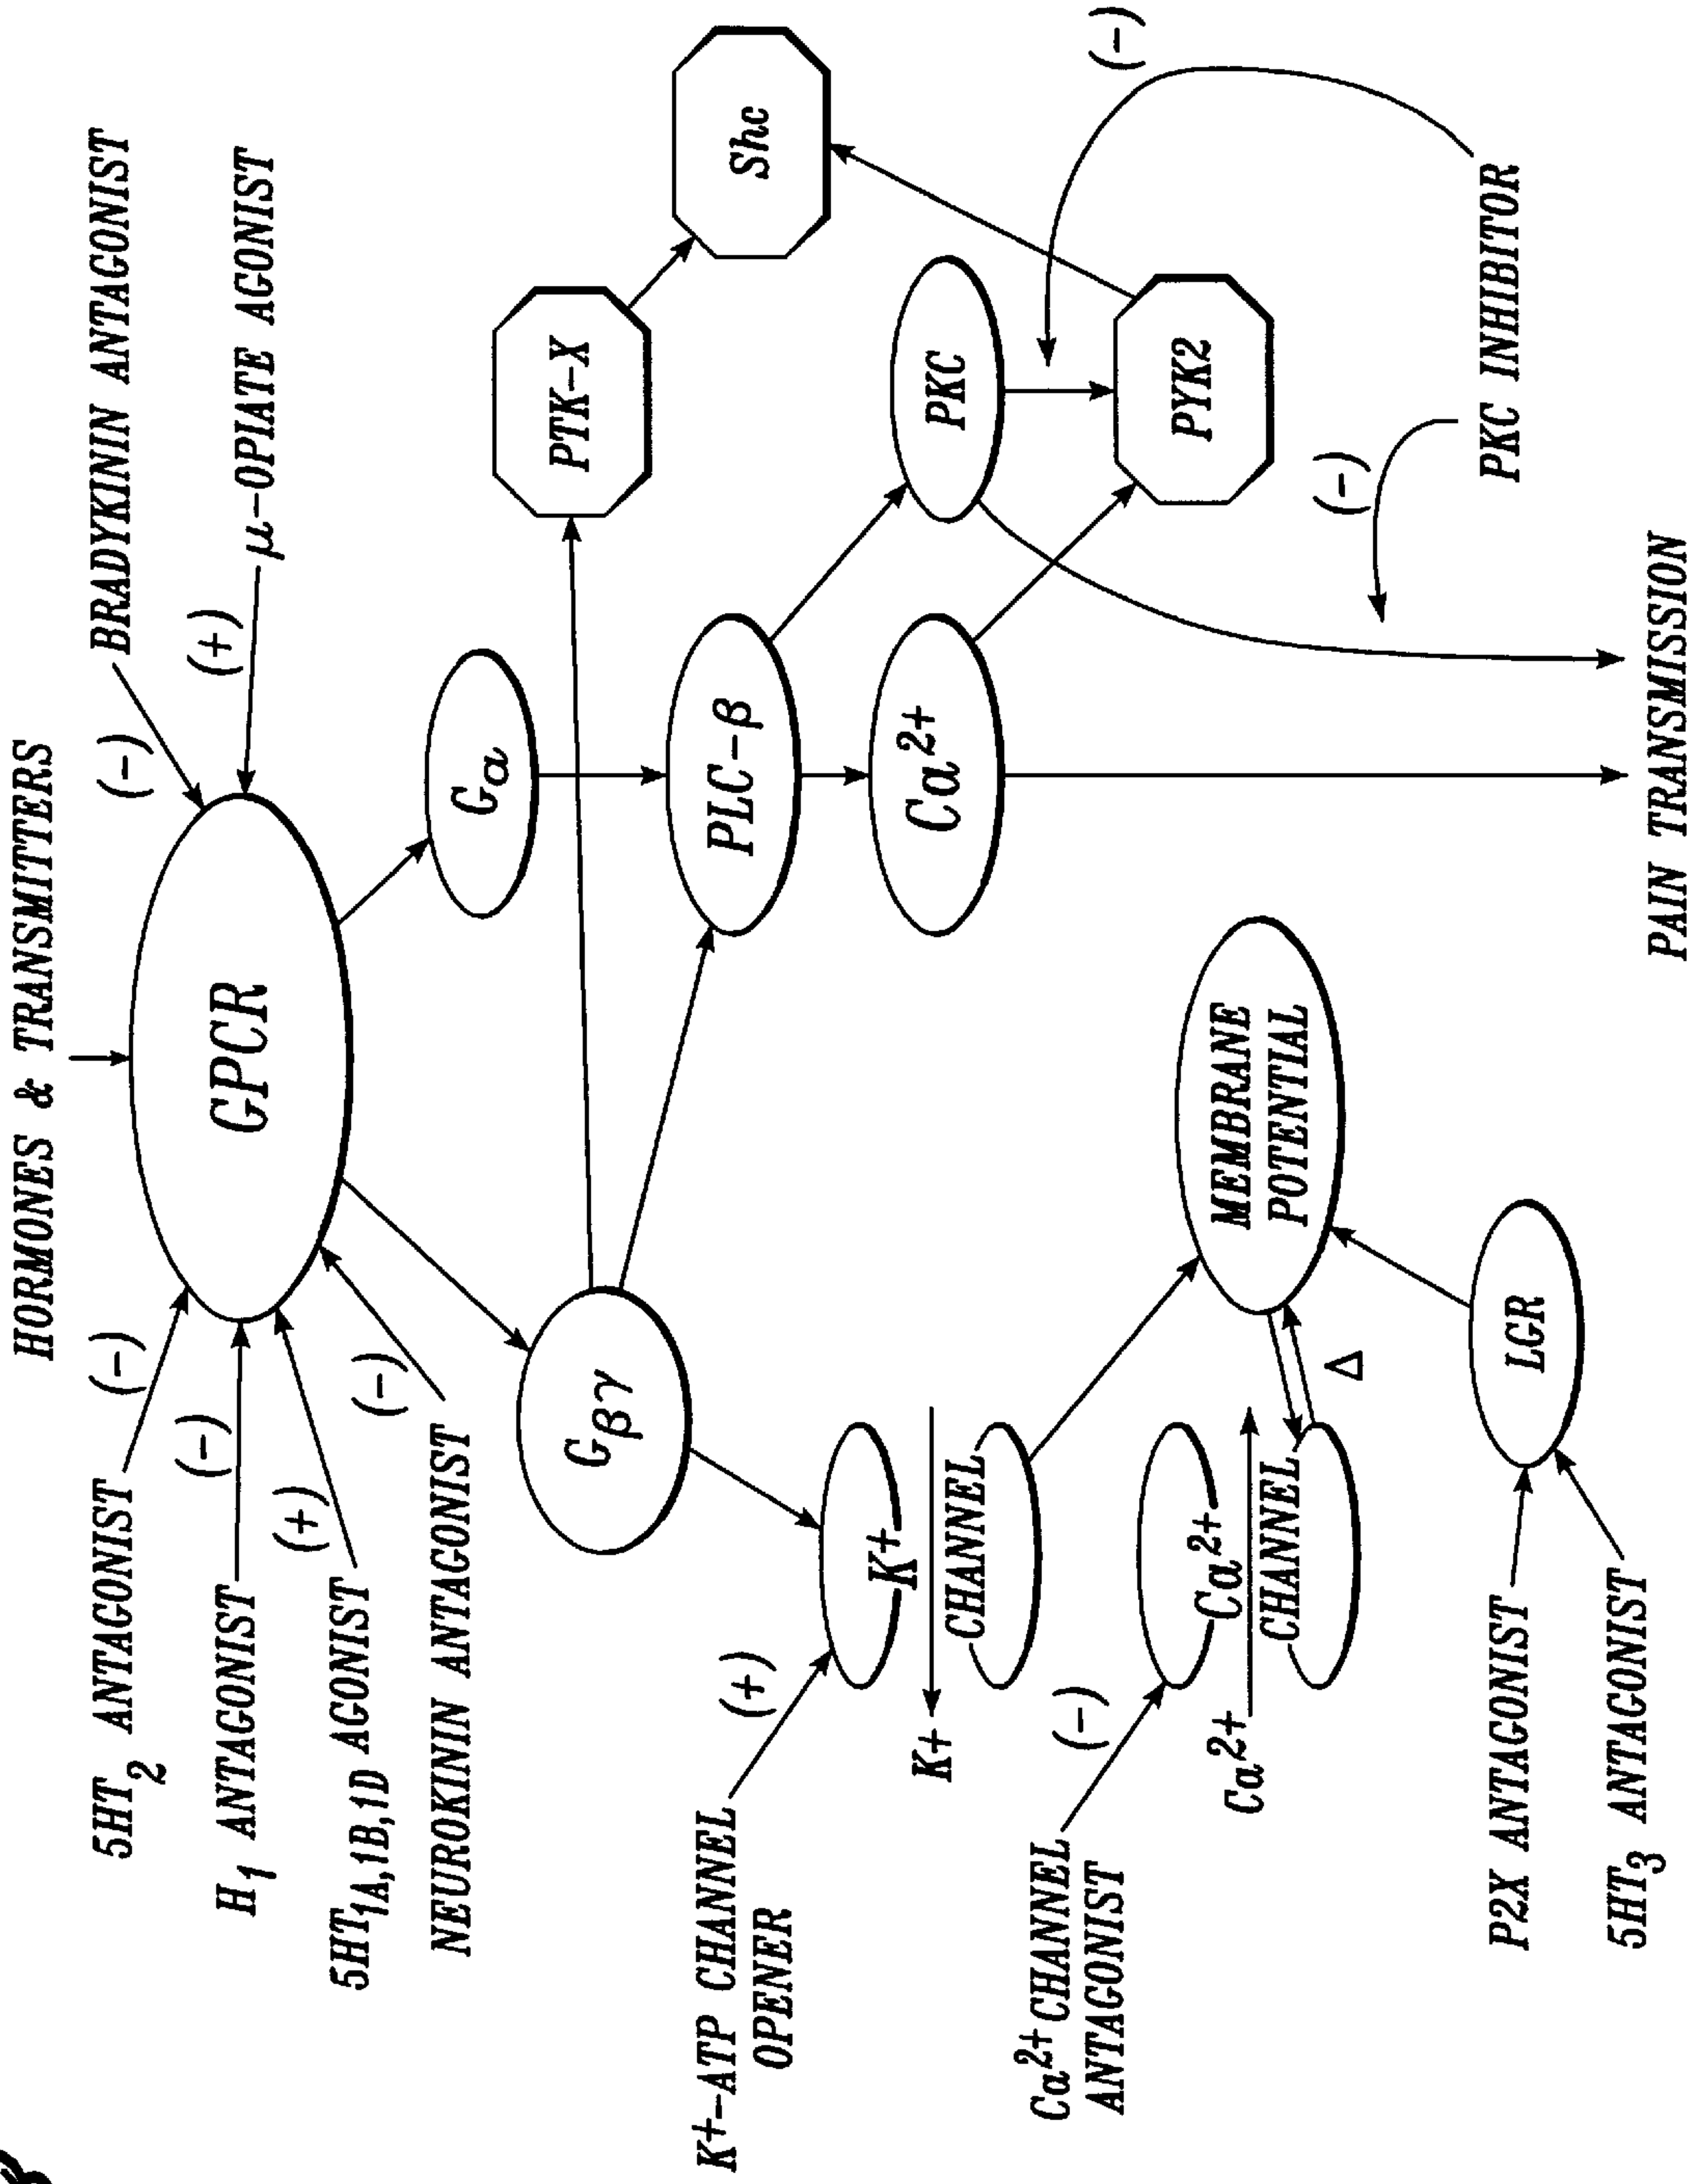 HORMONES & TRANSMITTERS
5HT2 ANTAGONIST
(-)
(-)
BRADYKININ ANTAGONIST
H1 ANTAGONIST
(-)
GPCR
(+)
μ-OPIATE AGONIST
5HT1A,1B,1D AGONIST
(+)
NEUROKININ ANTAGONIST
(-)
Gα
Gβγ
PTK-X
Shc
K+-ATP CHANNEL
OPENER
(+)
PLC-β
K+
CHANNEL
K+
Ca2+
PKC
(-)
Ca2+ CHANNEL
ANTAGONIST
(-)
Ca2+
CHANNEL
Ca2+
MEMBRANE
POTENTIAL
Δ
PYK2
(-)
P2X ANTAGONIST
LGR
PKC INHIBITOR
5HT3 ANTAGONIST
PAIN TRANSMISSION